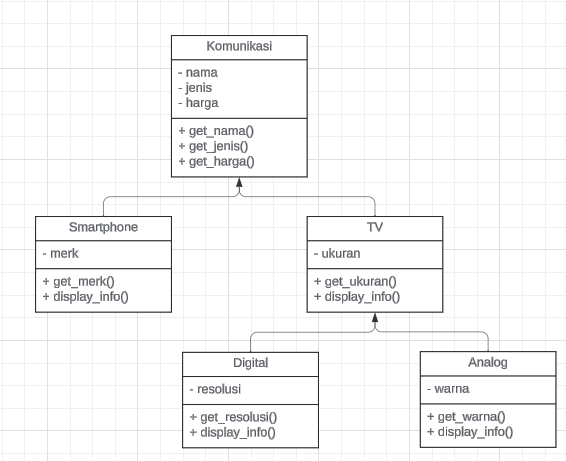 Komunikasi
- nama
- jenis
- harga
+ get_nama()
+ get_jenis()
+ get_harga()
Smartphone
- merk
+ get_merk()
+ display_info()
TV
- ukuran
+ get_ukuran()
+ display_info()
Digital
- resolusi
+ get_resolusi()
+ display_info()
Analog
- warna
+ get_warna()
+ display_info()